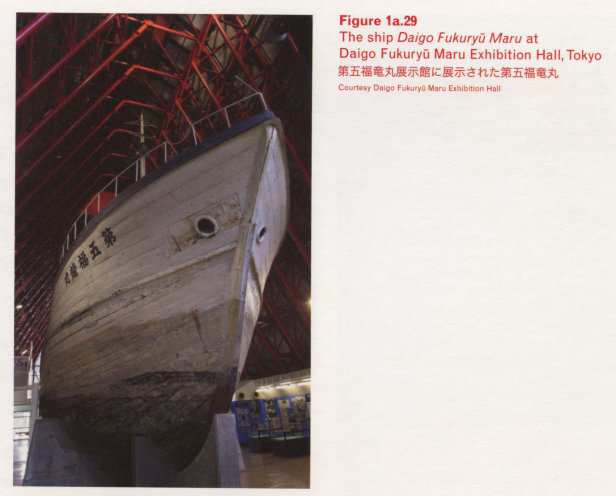 Figure 1a.29
The ship Daigo Fukuryū Maru at
Daigo Fukuryū Maru Exhibition Hall, Tokyo
第五福竜丸展示館に展示された第五福竜丸
Courtesy Daigo Fukuryū Maru Exhibition Hall
第五福龍丸